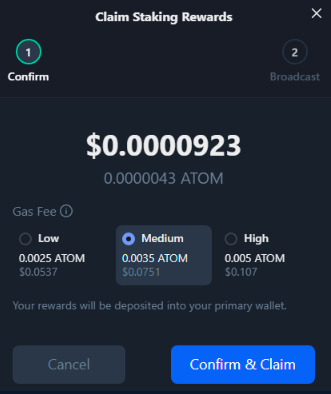 Claim Staking Rewards
1
2
Confirm
Broadcast
$0.0000923
0.0000043 ATOM
Gas Fee
Low
Medium
High
0.0025 ATOM
0.0035 ATOM
0.005 ATOM
$0.0537
$0.0751
$0.107
Your rewards will be deposited into your primary wallet.
Cancel
Confirm & Claim